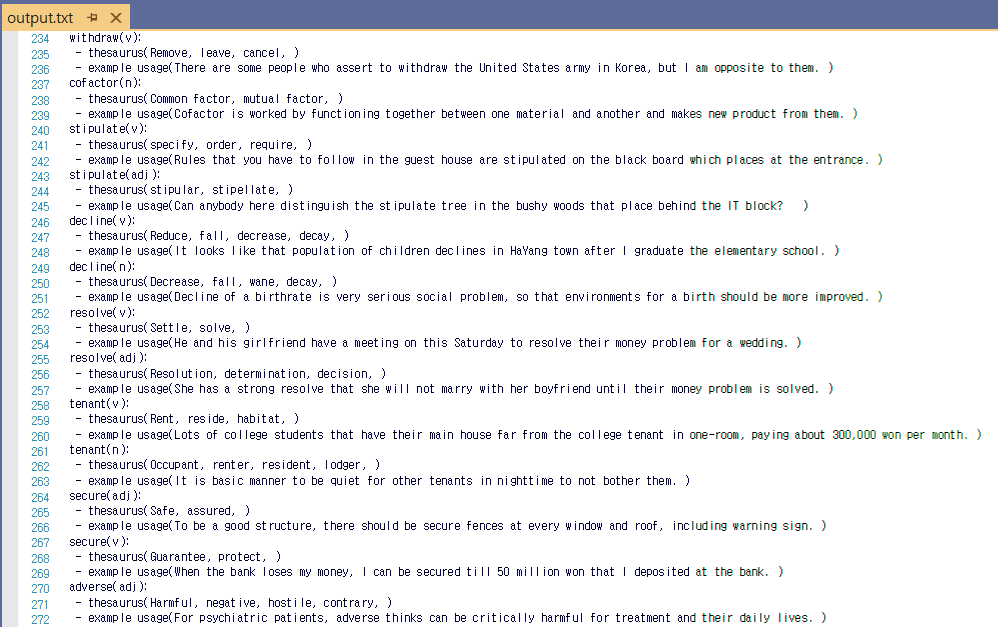 output.txt
234 withdraw(v):
235 - thesaurus(Remove, leave, cancel, )
236 - example usage(There are some people who assert to withdraw the United States army in Korea, but I am opposite to them. )
237 cofactor(n):
238 - thesaurus(Common factor, mutual factor, )
239 - example usage(Cofactor is worked by functioning together between one material and another and makes new product from them. )
240 stipulate(v):
241 - thesaurus(specify, order, require, )
242 - example usage(Rules that you have to follow in the guest house are stipulated on the black board which places at the entrance. )
243 stipulate(adj):
244 - thesaurus(stipular, stipellate, )
245 - example usage(Can anybody here distinguish the stipulate tree in the bushy woods that place behind the IT block?   )
246 decline(v):
247 - thesaurus(Reduce, fall, decrease, decay, )
248 - example usage(It looks like that population of children declines in HaYang town after I graduate the elementary school. )
249 decline(n):
250 - thesaurus(Decrease, fall, wane, decay, )
251 - example usage(Decline of a birthrate is very serious social problem, so that environments for a birth should be more improved. )
252 resolve(v):
253 - thesaurus(Settle, solve, )
254 - example usage(He and his girlfriend have a meeting on this Saturday to resolve their money problem for a wedding. )
255 resolve(adj):
256 - thesaurus(Resolution, determination, decision, )
257 - example usage(She has a strong resolve that she will not marry with her boyfriend until their money problem is solved. )
258 tenant(v):
259 - thesaurus(Rent, reside, habitat, )
260 - example usage(Lots of college students that have their main house far from the college tenant in one-room, paying about 300,000 won per month. )
261 tenant(n):
262 - thesaurus(Occupant, renter, resident, lodger, )
263 - example usage(It is basic manner to be quiet for other tenants in nighttime to not bother them. )
264 secure(adj):
265 - thesaurus(Safe, assured, )
266 - example usage(To be a good structure, there should be secure fences at every window and roof, including warning sign. )
267 secure(v):
268 - thesaurus(Guarantee, protect, )
269 - example usage(When the bank loses my money, I can be secured till 50 million won that I deposited at the bank. )
270 adverse(adj):
271 - thesaurus(Harmful, negative, hostile, contrary, )
272 - example usage(For psychiatric patients, adverse thinks can be critically harmful for treatment and their daily lives. )